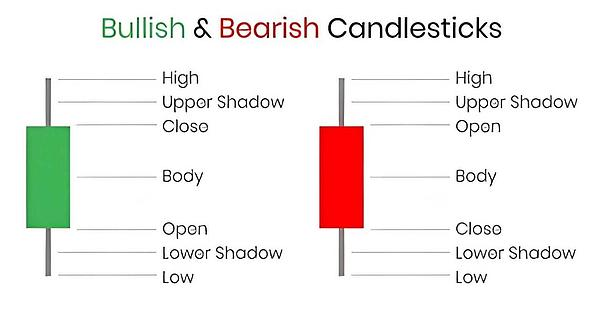 Bullish & Bearish Candlesticks
High
Upper Shadow
Close
Body
Open
Lower Shadow
Low
High
Upper Shadow
Open
Body
Close
Lower Shadow
Low